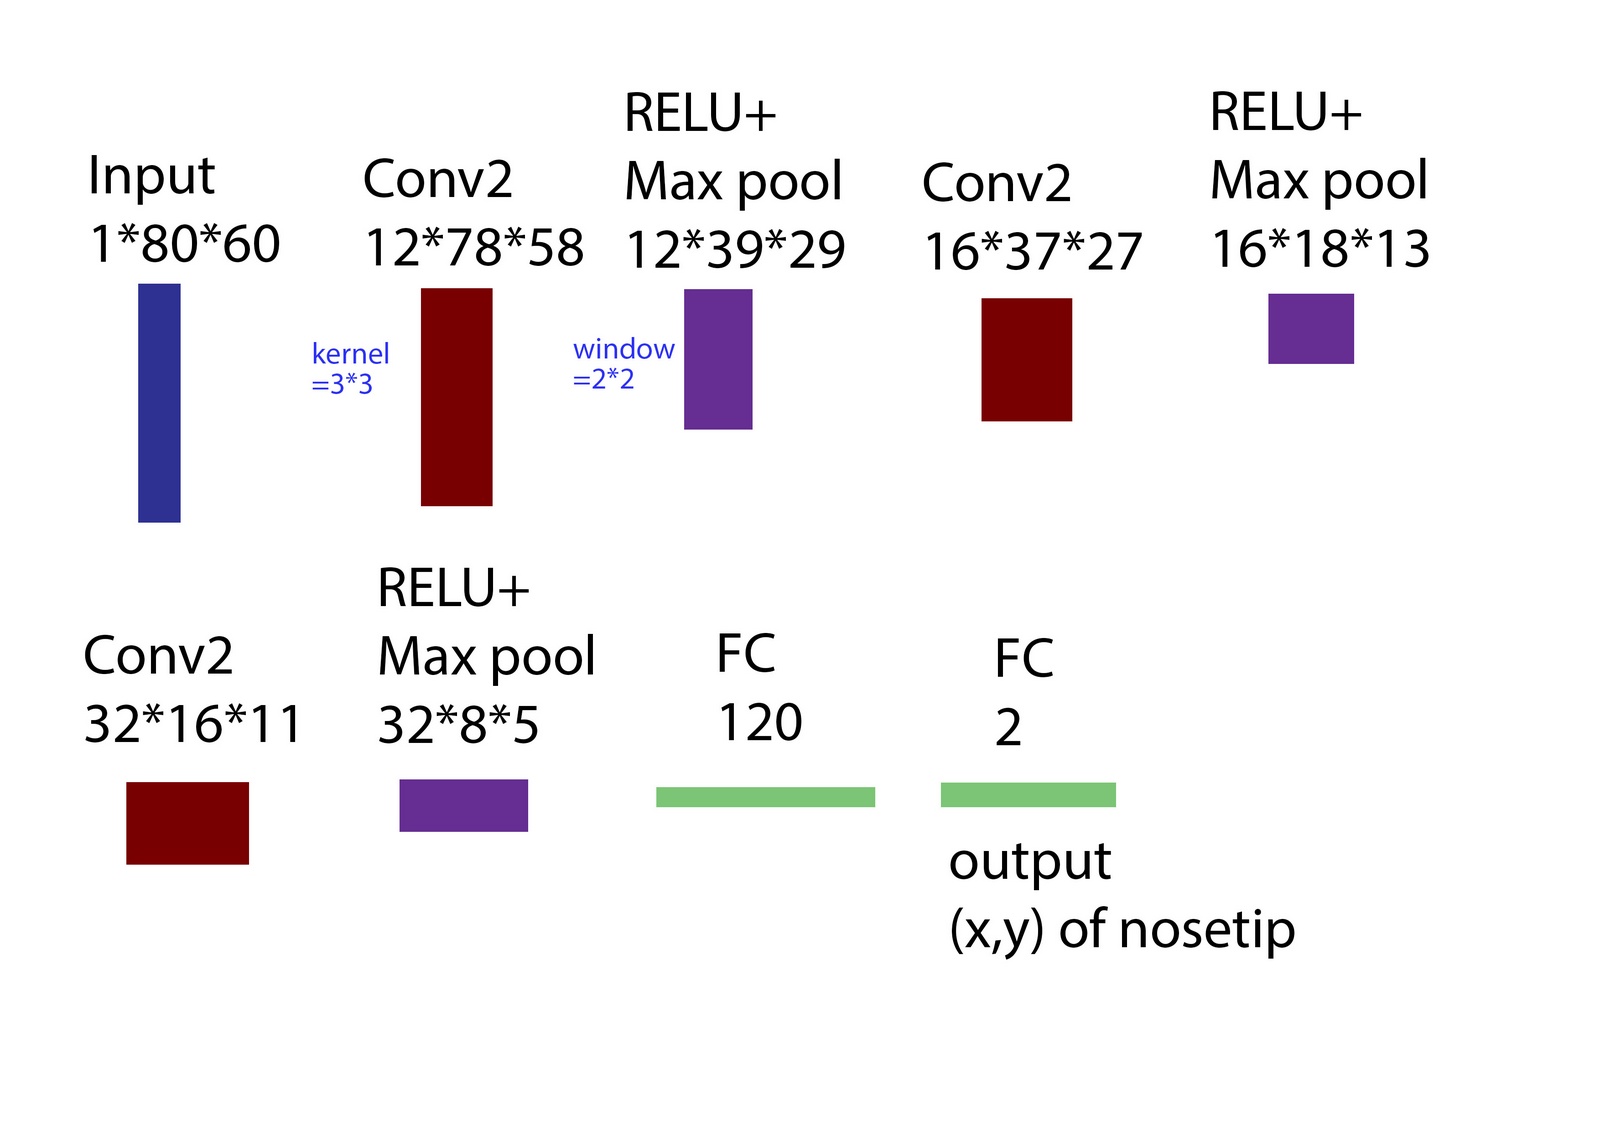 Input
1*80*60
Conv2
12*78*58
kernel
=3*3
RELU+
Max pool
12*39*29
window
=2*2
Conv2
16*37*27
RELU+
Max pool
16*18*13
Conv2
32*16*11
RELU+
Max pool
32*8*5
FC
120
FC
2
output
(x,y) of nosetip